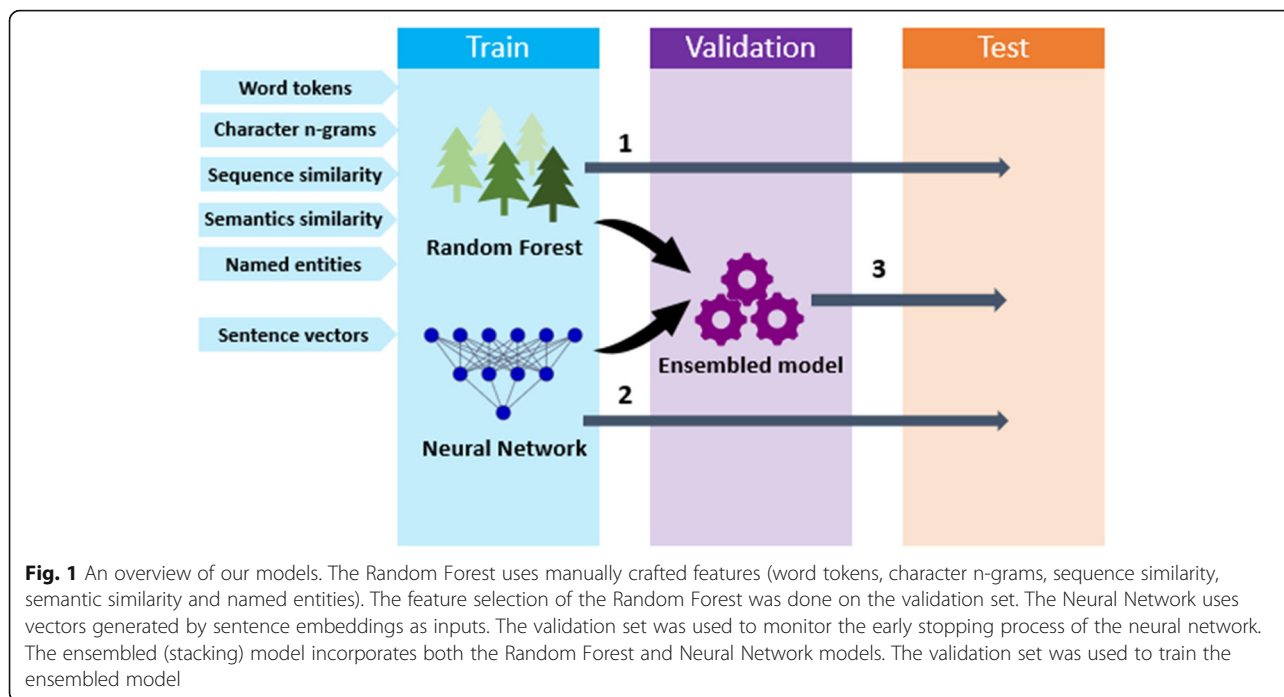 Train
Validation
Test
Word tokens
Character n-grams
Sequence similarity
Semantics similarity
Named entities
Sentence vectors
1
Random Forest
3
Ensembled model
2
Neural Network
Fig. 1 An overview of our models. The Random Forest uses manually crafted features (word tokens, character n-grams, sequence similarity,
semantic similarity and named entities). The feature selection of the Random Forest was done on the validation set. The Neural Network uses
vectors generated by sentence embeddings as inputs. The validation set was used to monitor the early stopping process of the neural network.
The ensembled (stacking) model incorporates both the Random Forest and Neural Network models. The validation set was used to train the
ensembled model